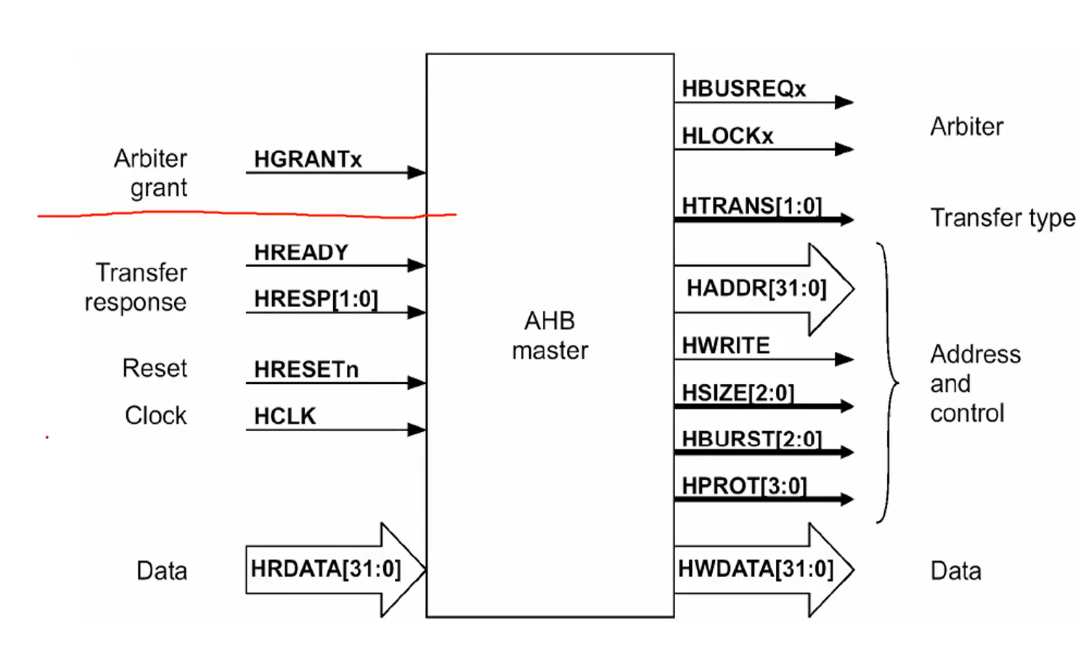 HBUSREQx
Arbiter
HLOCKx
Arbiter
grant
HGRANTx
HTRANS[1:0]
Transfer type
HREADY
Transfer
response
HRESP[1:0]
HADDR[31:0]
AHB
master
HWRITE
Address
and
control
Reset
HRESETn
HSIZE[2:0]
Clock
HCLK
HBURST[2:0]
HPROT[3:0]
Data
HRDATA[31:0]
HWDATA[31:0]
Data